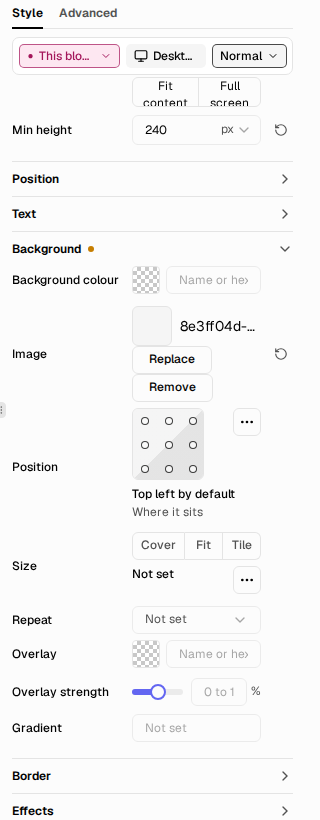 Style Advanced
This blo... Deskt... Normal
Fit content Full screen
Min height 240 px
Position
Text
Background
Background colour Name or hex
8e3ff04d-...
Image Replace
Remove
Position
Top left by default
Where it sits
Cover Fit Tile
Size Not set
Repeat Not set
Overlay Name or hex
Overlay strength 0 to 1 %
Gradient Not set
Border
Effects